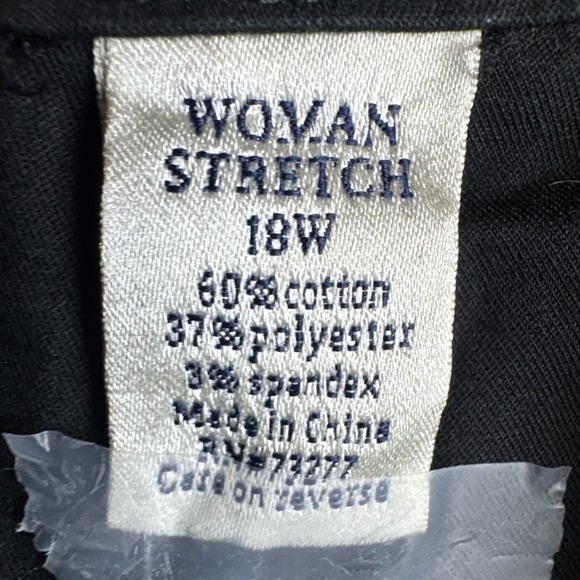 WOMAN
STRETCH
18W
60% cotton
37% polyester
3% spandex
Made in China
RN#73277
Care on reverse